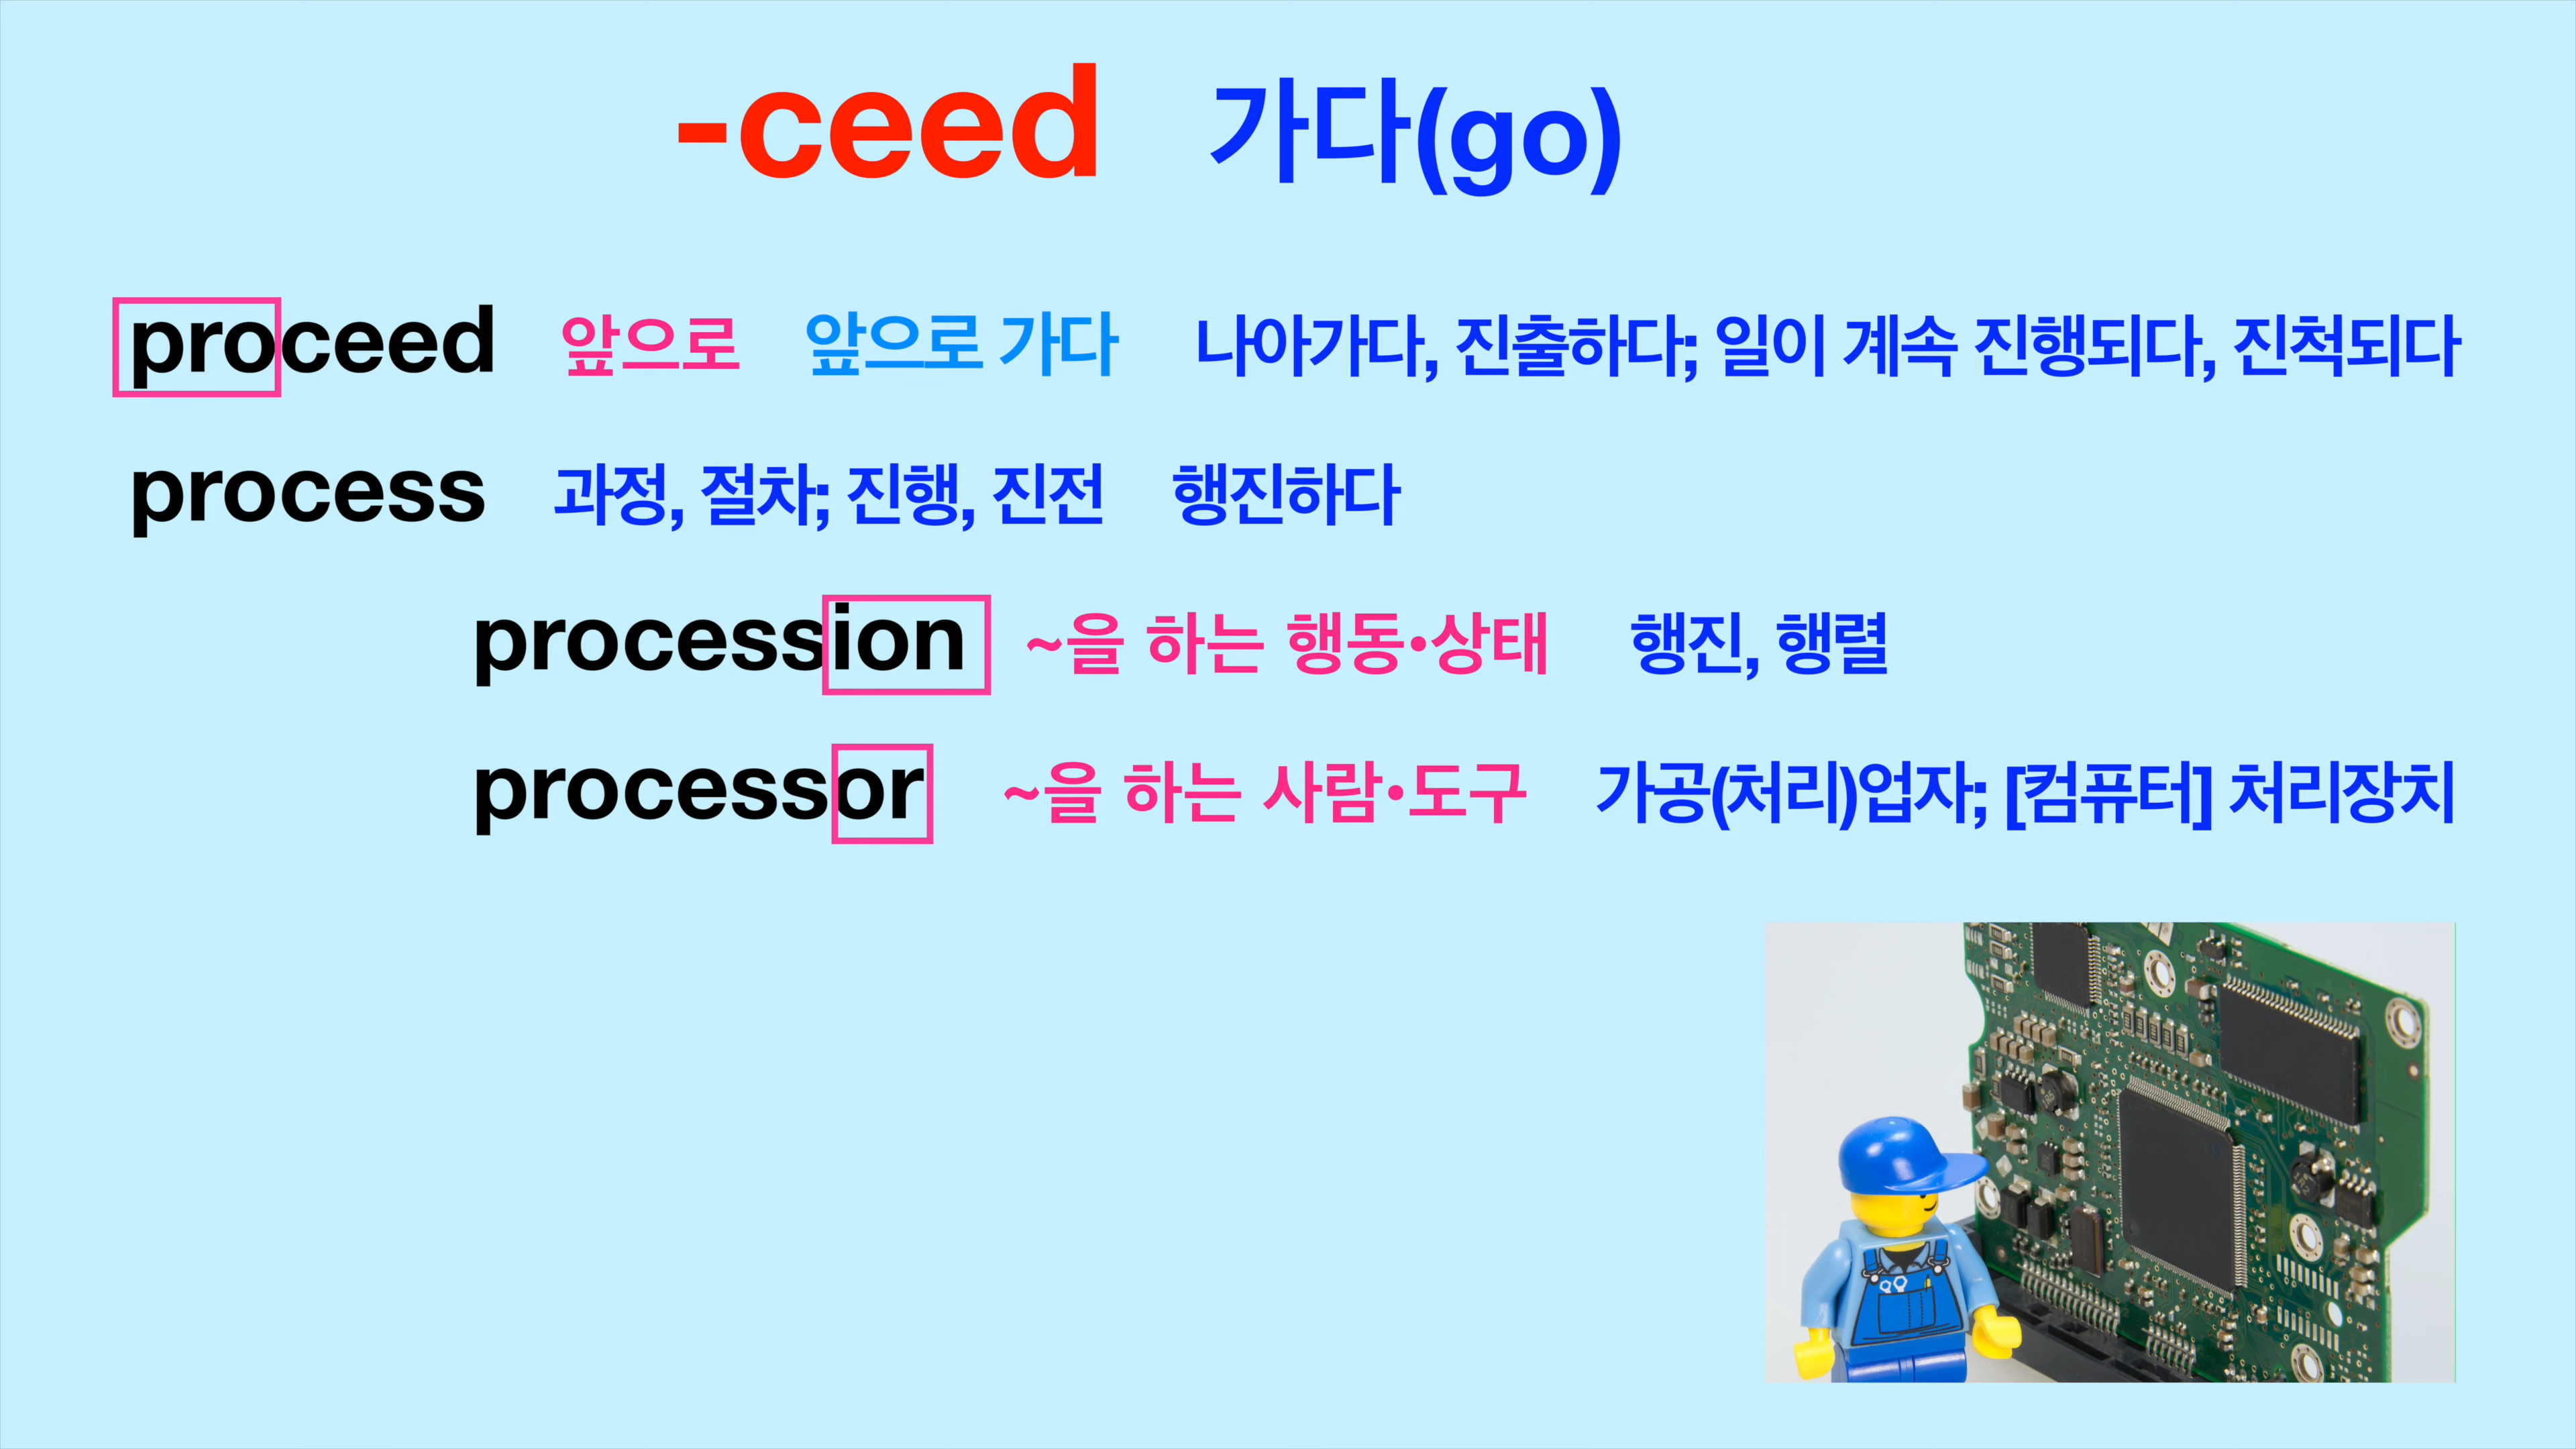 -ceed 가다(go)
proceed 앞으로 앞으로 가다 나아가다, 진출하다; 일이 계속 진행되다, 진척되다
process 과정, 절차; 진행, 진전 행진하다
procession ~을 하는 행동•상태 행진, 행렬
processor ~을 하는 사람•도구 가공(처리)업자; [컴퓨터] 처리장치